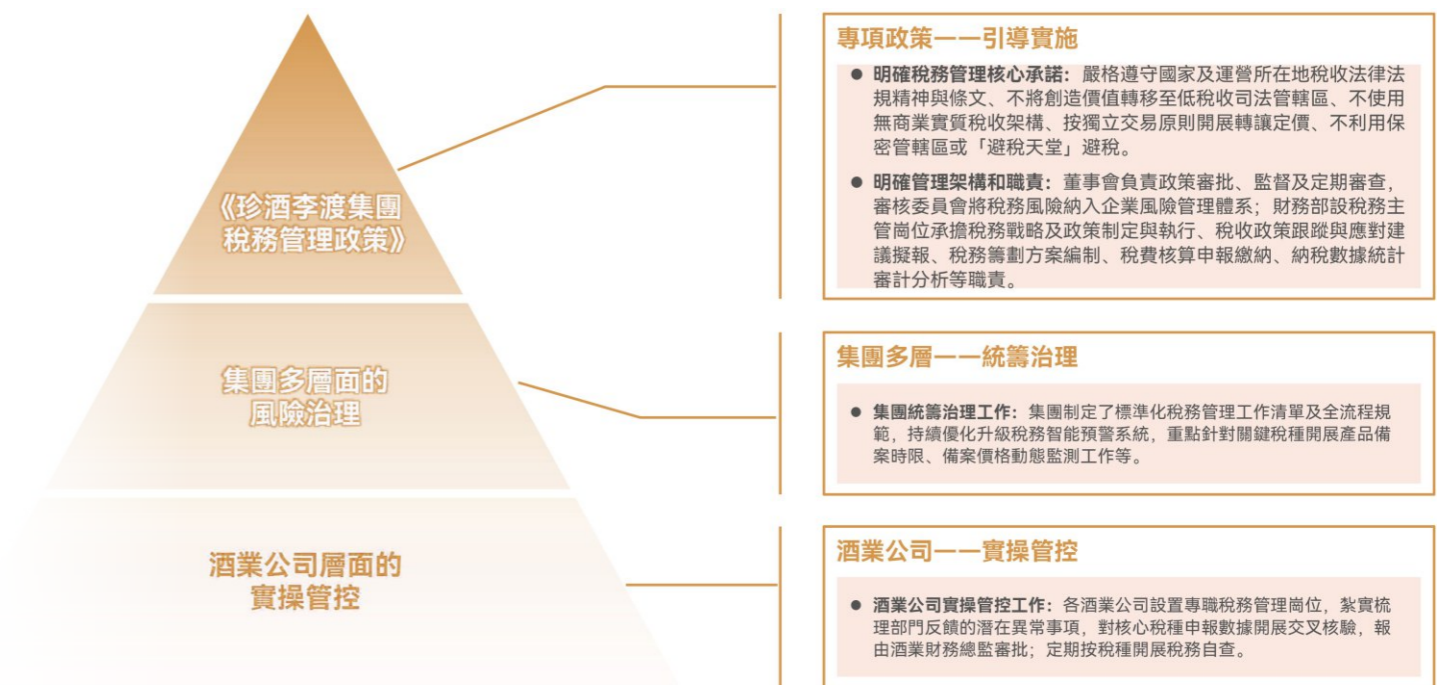 《珍酒李渡集團
稅務管理政策》
專項政策——引導實施
● 明確稅務管理核心承諾：嚴格遵守國家及運營所在地稅收法律法
規精神與條文、不將創造價值轉移至低稅收司法管轄區、不使用
無商業實質稅收架構、按獨立交易原則開展轉讓定價、不利用保
密管轄區或「避稅天堂」避稅。
● 明確管理架構和職責：董事會負責政策審批、監督及定期審查，
審核委員會將稅務風險納入企業風險管理體系；財務部設稅務主
管崗位承擔稅務戰略及政策制定與執行、稅收政策跟蹤與應對建
議擬報、稅務籌劃方案編制、稅費核算申報繳納、納稅數據統計
審計分析等職責。
集團多層面的
風險治理
集團多層——統籌治理
● 集團統籌治理工作：集團制定了標準化稅務管理工作清單及全流程規
範，持續優化升級稅務智能預警系統，重點針對關鍵稅種開展產品備
案時限、備案價格動態監測工作等。
酒業公司層面的
實操管控
酒業公司——實操管控
● 酒業公司實操管控工作：各酒業公司設置專職稅務管理崗位，紮實梳
理部門反饋的潛在異常事項，對核心稅種申報數據開展交叉核驗，報
由酒業財務總監審批；定期按稅種開展稅務自查。